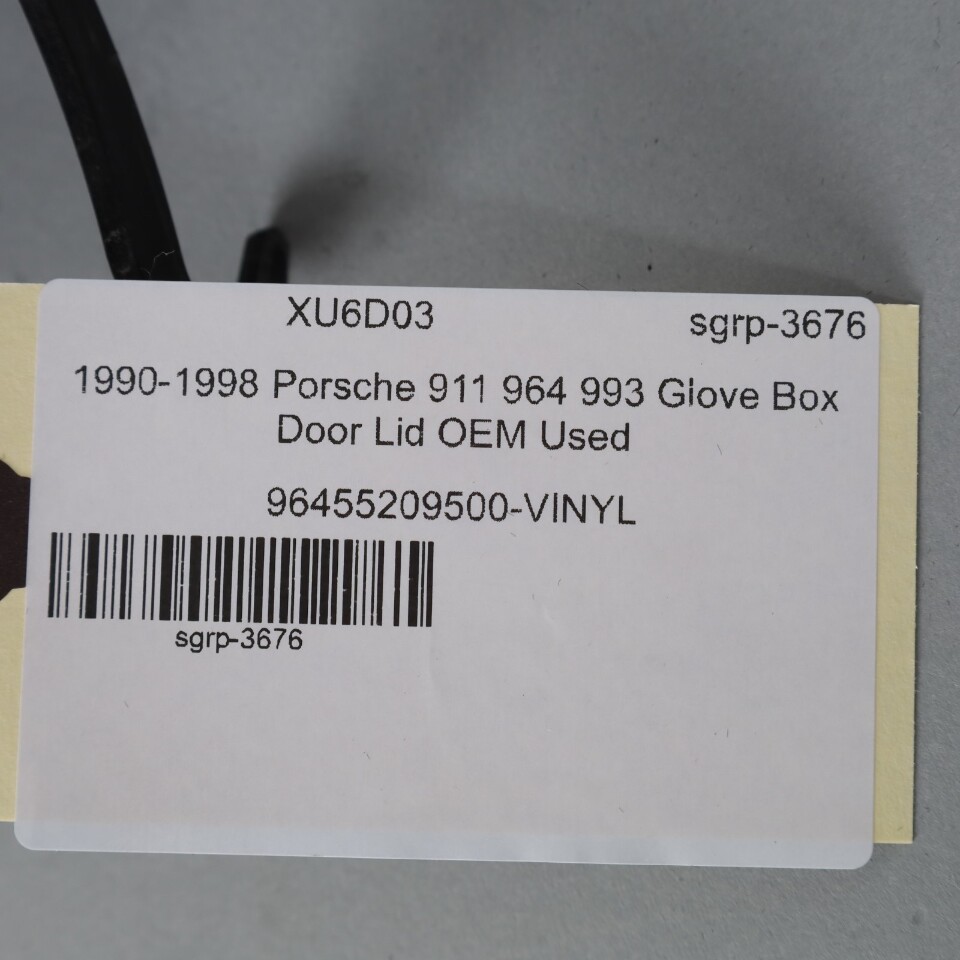 XU6D03 sgrp-3676
1990-1998 Porsche 911 964 993 Glove Box
Door Lid OEM Used
96455209500-VINYL
sgrp-3676